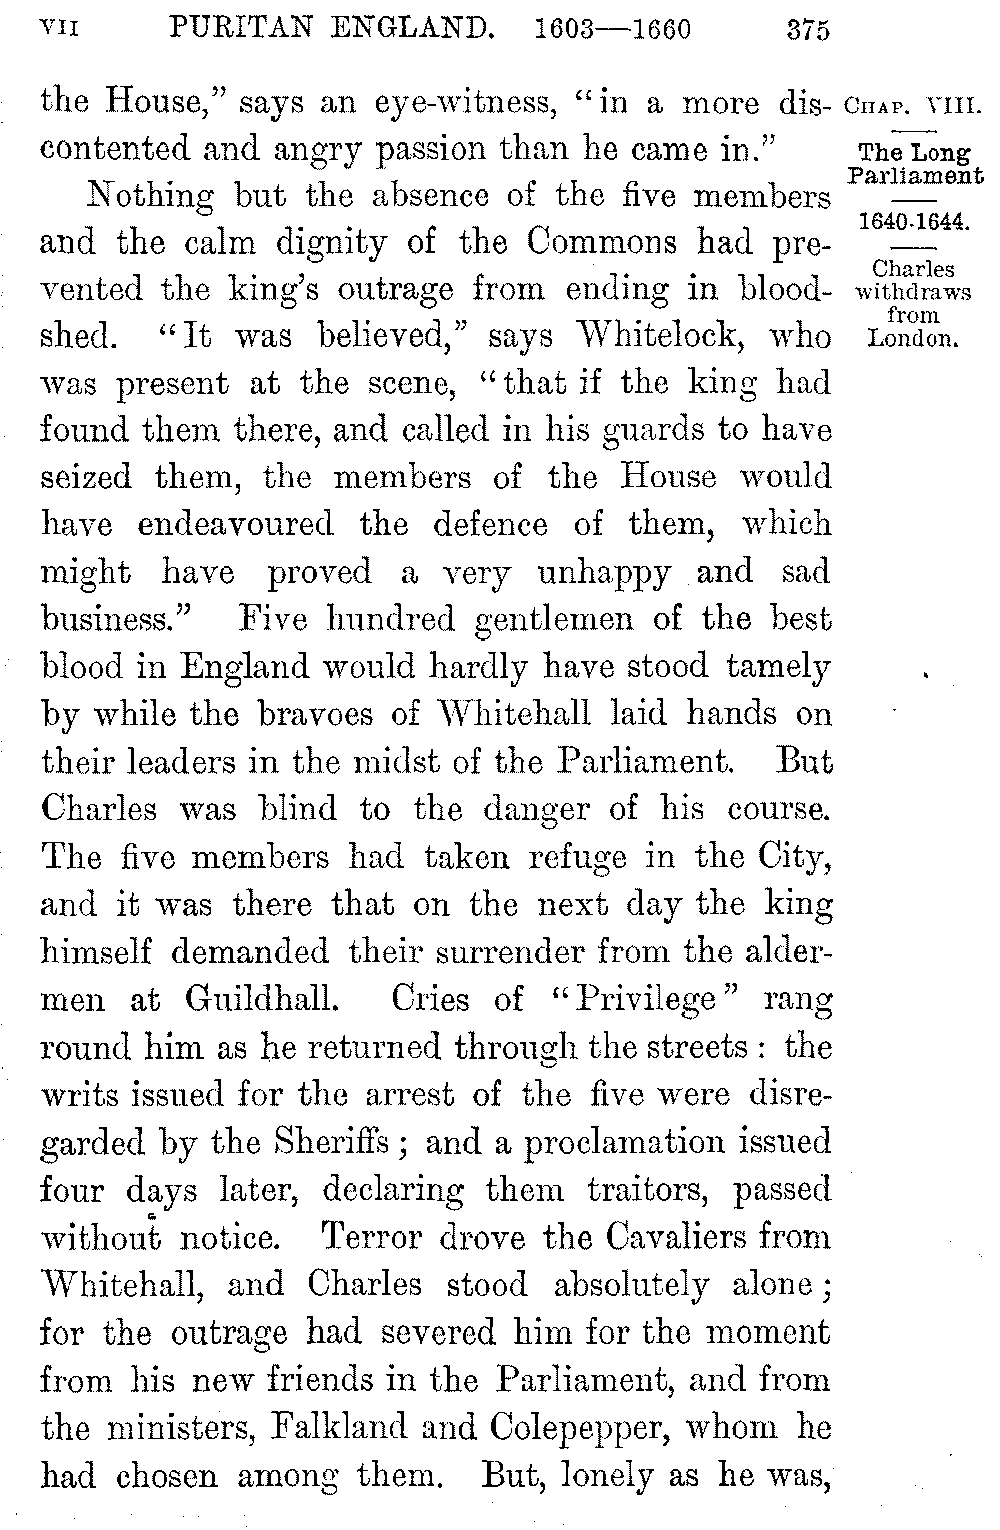 VII PURITAN ENGLAND. 1603—1660 375
the House,” says an eye-witness, “in a more dis-
contented and angry passion than he came in.”
Nothing but the absence of the five members
and the calm dignity of the Commons had pre-
vented the king’s outrage from ending in blood-
shed. “It was believed,” says Whitelock, who
was present at the scene, “that if the king had
found them there, and called in his guards to have
seized them, the members of the House would
have endeavoured the defence of them, which
might have proved a very unhappy and sad
business.” Five hundred gentlemen of the best
blood in England would hardly have stood tamely
by while the bravoes of Whitehall laid hands on
their leaders in the midst of the Parliament. But
Charles was blind to the danger of his course.
The five members had taken refuge in the City,
and it was there that on the next day the king
himself demanded their surrender from the alder-
men at Guildhall. Cries of “Privilege” rang
round him as he returned through the streets: the
writs issued for the arrest of the five were disre-
garded by the Sheriffs; and a proclamation issued
four days later, declaring them traitors, passed
without notice. Terror drove the Cavaliers from
Whitehall, and Charles stood absolutely alone;
for the outrage had severed him for the moment
from his new friends in the Parliament, and from
the ministers, Falkland and Colepepper, whom he
had chosen among them. But, lonely as he was,
CHAP. VIII.
The Long
Parliament
1640-1644.
Charles
withdraws
from
London.